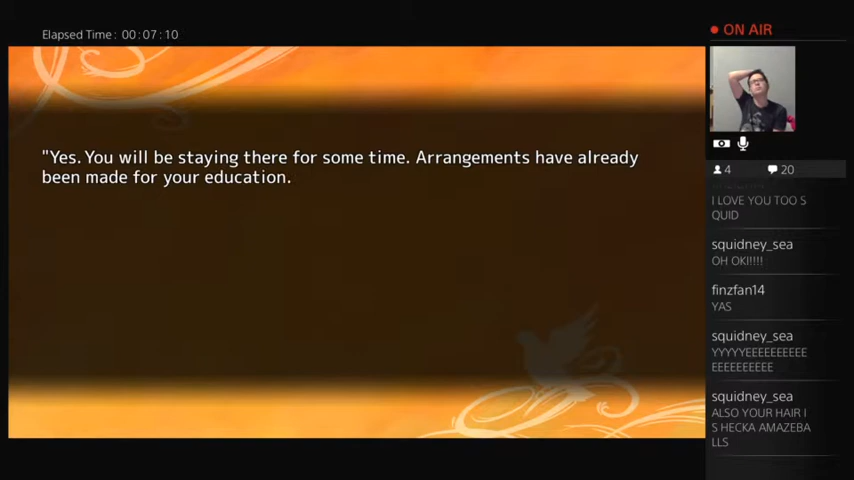 Elapsed Time: 00:07:10
ON AIR
"Yes. You will be staying there for some time. Arrangements have already
been made for your education.
4 20
I LOVE YOU TOO S
QUID
squidney_sea
OH OKI!!!!
finzfan14
YAS
squidney_sea
YYYYYEEEEEEEEEE
EEEEEEEEEE
squidney_sea
ALSO YOUR HAIR I
S HECKA AMAZEBA
LLS